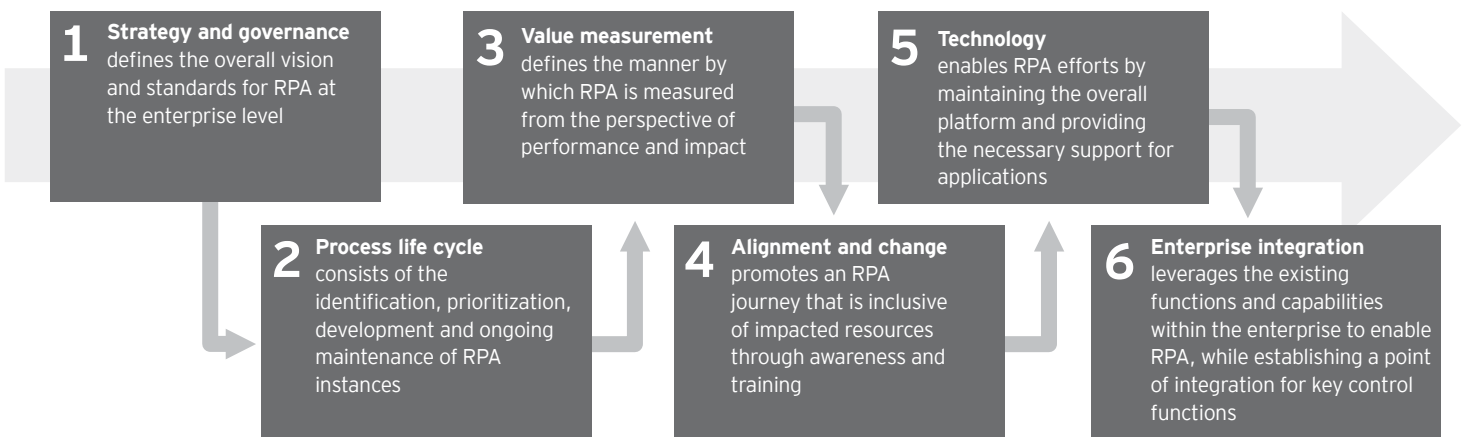 1
Strategy and governance
defines the overall vision
and standards for RPA at
the enterprise level
2
Process life cycle
consists of the
identification, prioritization,
development and ongoing
maintenance of RPA
instances
3
Value measurement
defines the manner by
which RPA is measured
from the perspective of
performance and impact
4
Alignment and change
promotes an RPA
journey that is inclusive
of impacted resources
through awareness and
training
5
Technology
enables RPA efforts by
maintaining the overall
platform and providing
the necessary support for
applications
6
Enterprise integration
leverages the existing
functions and capabilities
within the enterprise to enable
RPA, while establishing a point
of integration for key control
functions